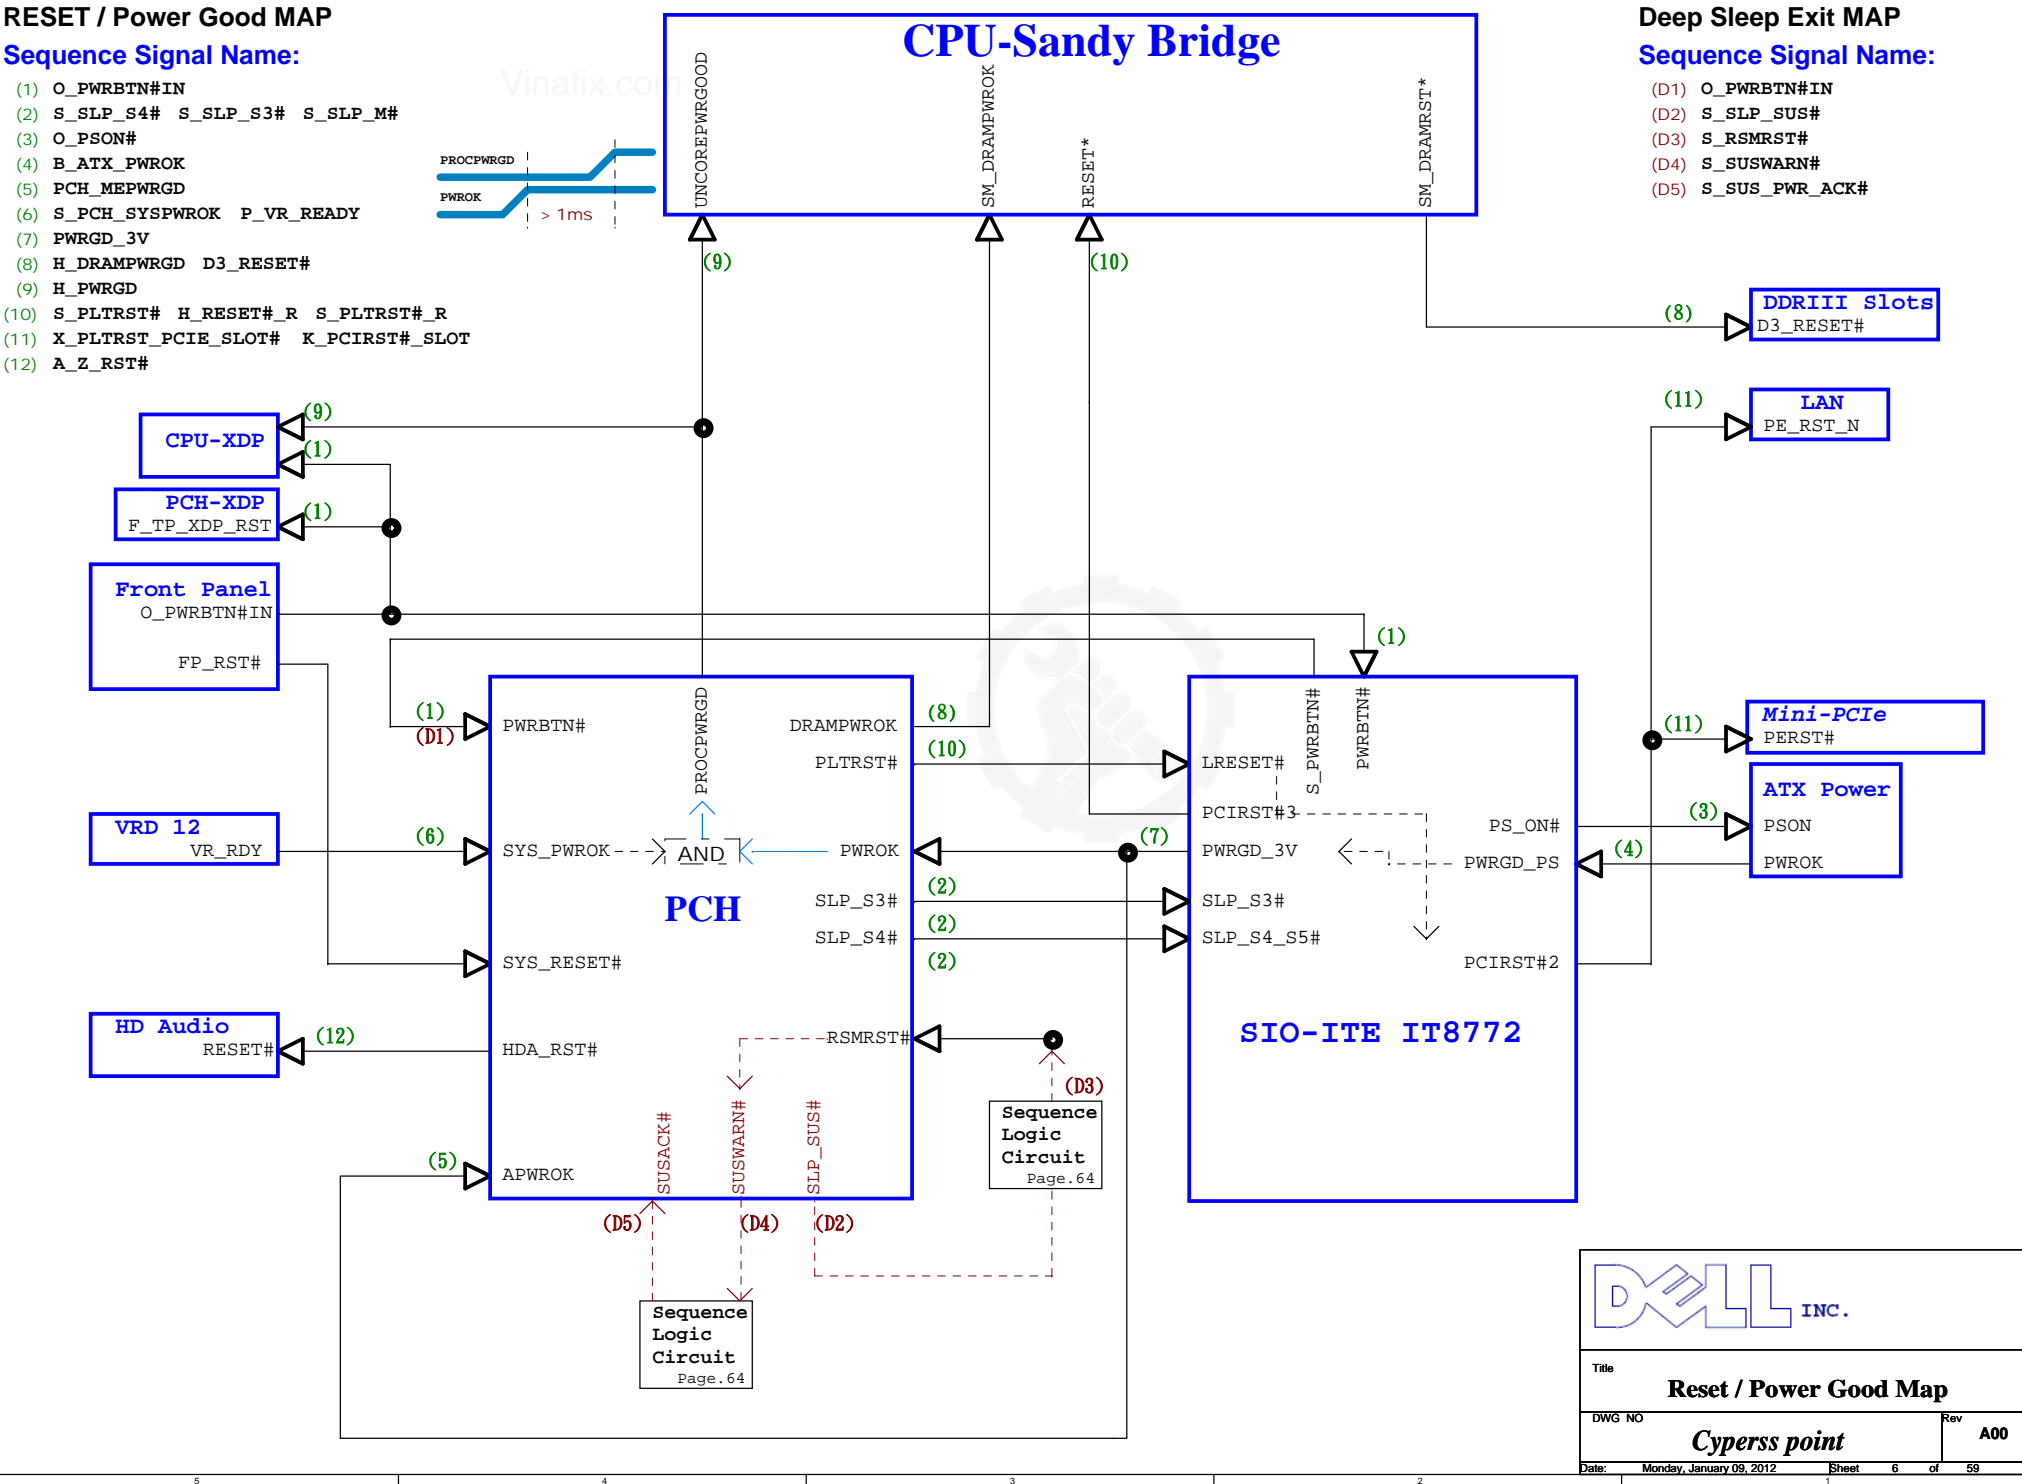 RESET / Power Good MAP
Sequence Signal Name:
(1) O_PWRBTN#IN
(2) S_SLP_S4# S_SLP_S3# S_SLP_M#
(3) O_PSON#
(4) B_ATX_PWROK
(5) PCH_MEPWRGD
(6) S_PCH_SYSPWROK P_VR_READY
(7) PWRGD_3V
(8) H_DRAMPWRGD D3_RESET#
(9) H_PWRGD
(10) S_PLTRST# H_RESET#_R S_PLTRST#_R
(11) X_PLTRST_PCIE_SLOT# K_PCIRST#_SLOT
(12) A_Z_RST#
Vinafix.com
PROCPWRGD
PWROK
> 1ms
CPU-Sandy Bridge
UNCOREPWRGOOD
SM_DRAMPWROK
RESET*
SM_DRAMRST*
(9)
(10)
Deep Sleep Exit MAP
Sequence Signal Name:
(D1) O_PWRBTN#IN
(D2) S_SLP_SUS#
(D3) S_RSMRST#
(D4) S_SUSWARN#
(D5) S_SUS_PWR_ACK#
(8)
DDRIII Slots
D3_RESET#
(11)
LAN
PE_RST_N
CPU-XDP
(9)
(1)
PCH-XDP
F_TP_XDP_RST
(1)
Front Panel
O_PWRBTN#IN
FP_RST#
(1)
(1)
(D1)
PWRBTN#
PROCPWRGD
DRAMPWROK
(8)
PLTRST#
(10)
VRD 12
VR_RDY
(6)
SYS_PWROK
AND
PWROK
(7)
PCH
SLP_S3#
(2)
SLP_S4#
(2)
(2)
SYS_RESET#
HD Audio
RESET#
(12)
HDA_RST#
RSMRST#
(5)
APWROK
SUSACK#
SUSWARN#
SLP_SUS#
(D5)
(D4)
(D2)
(D3)
Sequence
Logic
Circuit
Page.64
Sequence
Logic
Circuit
Page.64
S_PWRBTN#
PWRBTN#
LRESET#
PCIRST#3
PWRGD_3V
SLP_S3#
SLP_S4_S5#
PS_ON#
PWRGD_PS
PCIRST#2
SIO-ITE IT8772
(11)
Mini-PCIe
PERST#
ATX Power
(3)
PSON
(4)
PWROK
DELL INC.
Title
Reset / Power Good Map
DWG NO
Cyperss point
Rev
A00
Date: Monday, January 09, 2012 Sheet 6 of 59
5 4 3 2 1